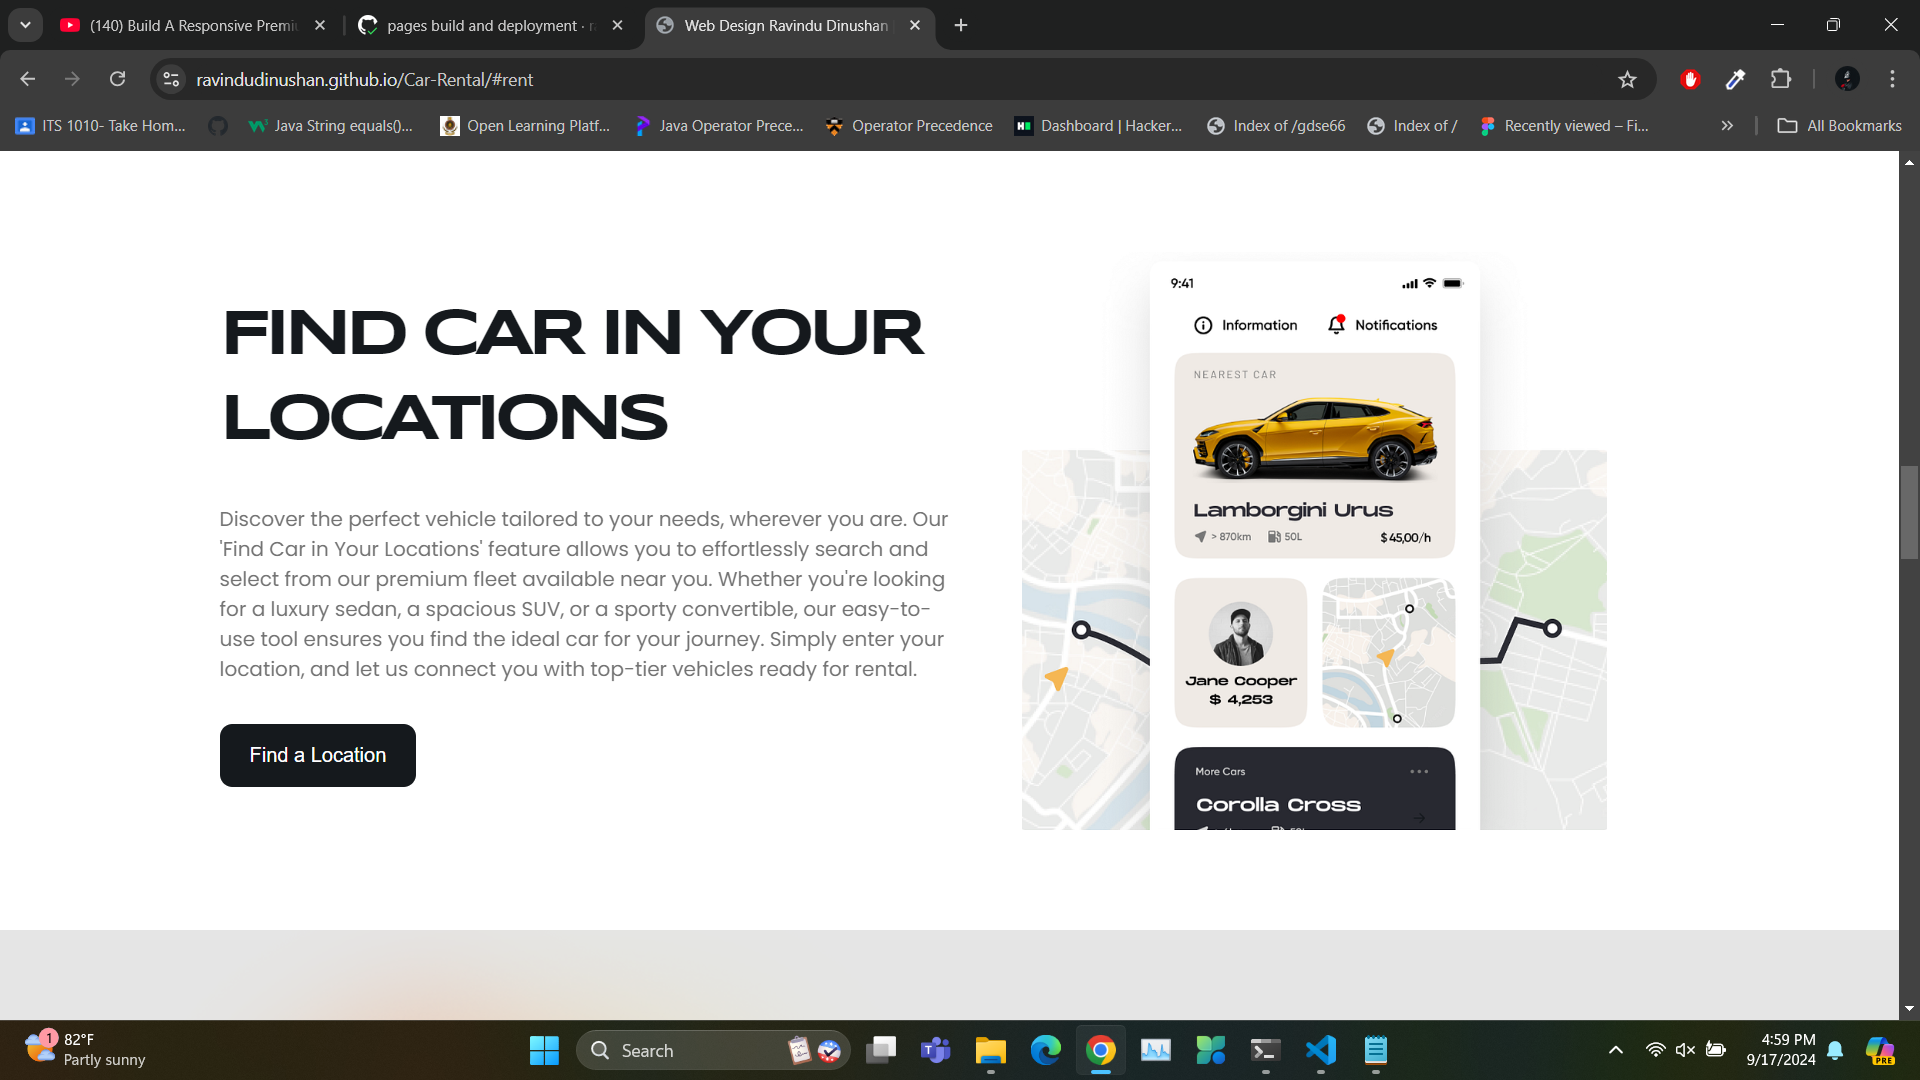 (140) Build A Responsive Premi
pages build and deployment · r
Web Design Ravindu Dinushan
ravindudinushan.github.io/Car-Rental/#rent
ITS 1010- Take Hom...
Java String equals()...
Open Learning Platf...
Java Operator Prece...
Operator Precedence
Dashboard | Hacker...
Index of /gdse66
Index of /
Recently viewed – Fi...
All Bookmarks
FIND CAR IN YOUR
LOCATIONS
Discover the perfect vehicle tailored to your needs, wherever you are. Our
'Find Car in Your Locations' feature allows you to effortlessly search and
select from our premium fleet available near you. Whether you're looking
for a luxury sedan, a spacious SUV, or a sporty convertible, our easy-to-
use tool ensures you find the ideal car for your journey. Simply enter your
location, and let us connect you with top-tier vehicles ready for rental.
Find a Location
9:41
Information
Notifications
NEAREST CAR
Lamborgini Urus
> 870km
50L
$ 45,00/h
Jane Cooper
$ 4,253
More Cars
Corolla Cross
1
82°F
Partly sunny
Search
4:59 PM
9/17/2024
PRE